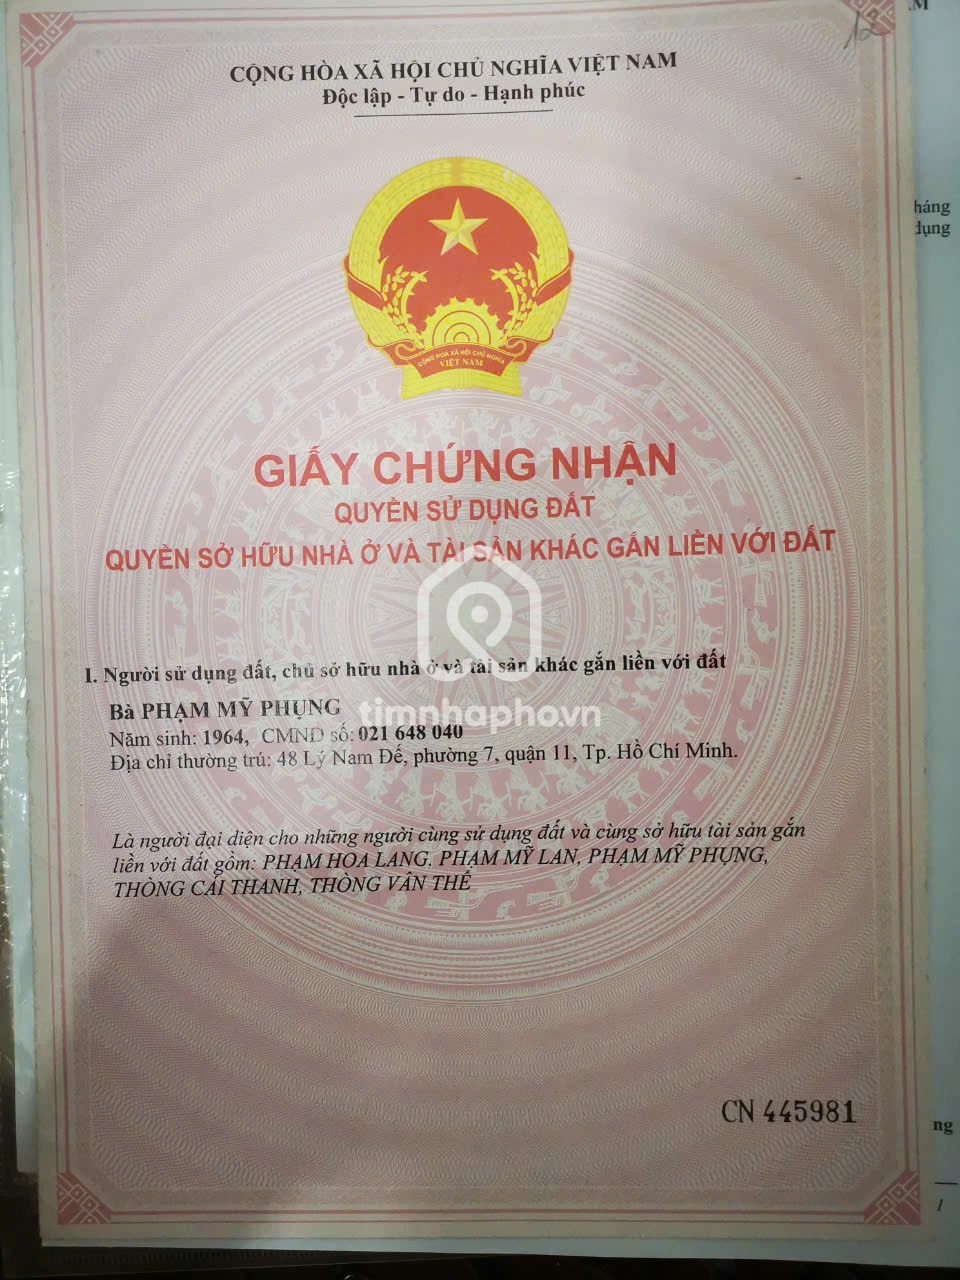 12
CỘNG HÒA XÃ HỘI CHỦ NGHĨA VIỆT NAM
Độc lập - Tự do - Hạnh phúc
háng
dụng
CỘNG HÒA XÃ HỘI CHỦ NGHĨA
VIỆT NAM
GIẤY CHỨNG NHẬN
QUYỀN SỬ DỤNG ĐẤT
QUYỀN SỞ HỮU NHÀ Ở VÀ TÀI SẢN KHÁC GẮN LIỀN VỚI ĐẤT
I. Người sử dụng đất, chủ sở hữu nhà ở và tài sản khác gắn liền với đất
Bà PHẠM MỸ PHỤNG
timnhapho.vn
Năm sinh: 1964, CMND số: 021 648 040
Địa chỉ thường trú: 48 Lý Nam Đế, phường 7, quận 11, Tp. Hồ Chí Minh.
Là người đại diện cho những người cùng sử dụng đất và cùng sở hữu tài sản gắn
liền với đất gồm: PHẠM HOA LANG, PHẠM MỸ LAN, PHẠM MỸ PHỤNG,
THÒNG CÁI THANH, THÒNG VÂN THẾ
CN 445981
ng